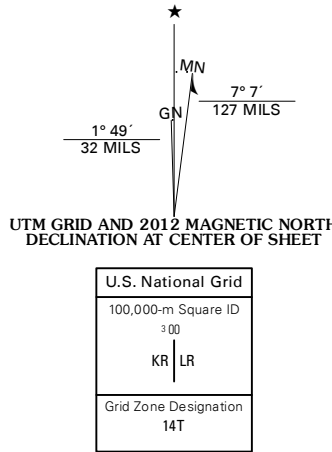 ★
MN
GN
7° 7´
127 MILS
1° 49´
32 MILS
UTM GRID AND 2012 MAGNETIC NORTH
DECLINATION AT CENTER OF SHEET
U.S. National Grid
100,000-m Square ID
300
KR LR
Grid Zone Designation
14T